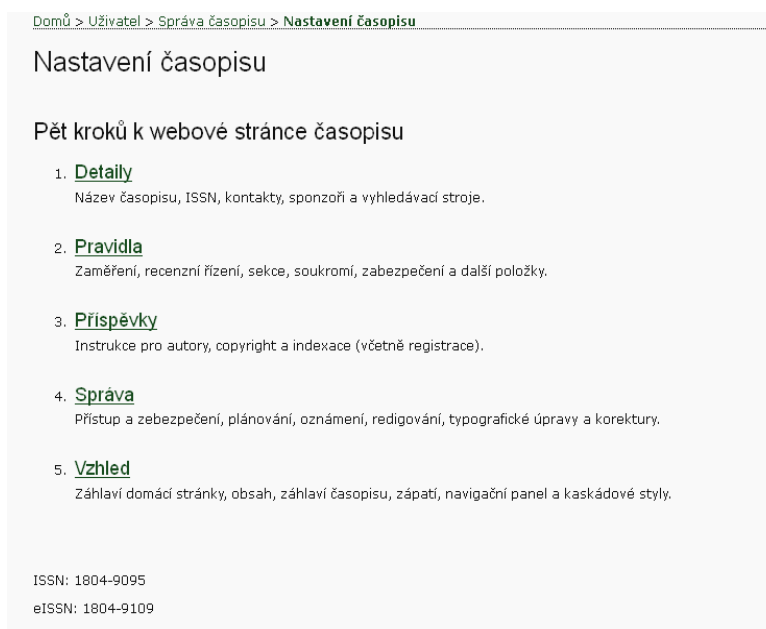 Domů > Uživatel > Správa časopisu > Nastavení časopisu
Nastavení časopisu
Pět kroků k webové stránce časopisu
1. Detaily
Název časopisu, ISSN, kontakty, sponzoři a vyhledávací stroje.
2. Pravidla
Zaměření, recenzní řízení, sekce, soukromí, zabezpečení a další položky.
3. Příspěvky
Instrukce pro autory, copyright a indexace (včetně registrace).
4. Správa
Přístup a zebezpečení, plánování, oznámení, redigování, typografické úpravy a korektury.
5. Vzhled
Záhlaví domácí stránky, obsah, záhlaví časopisu, zápatí, navigační panel a kaskádové styly.
ISSN: 1804-9095
eISSN: 1804-9109